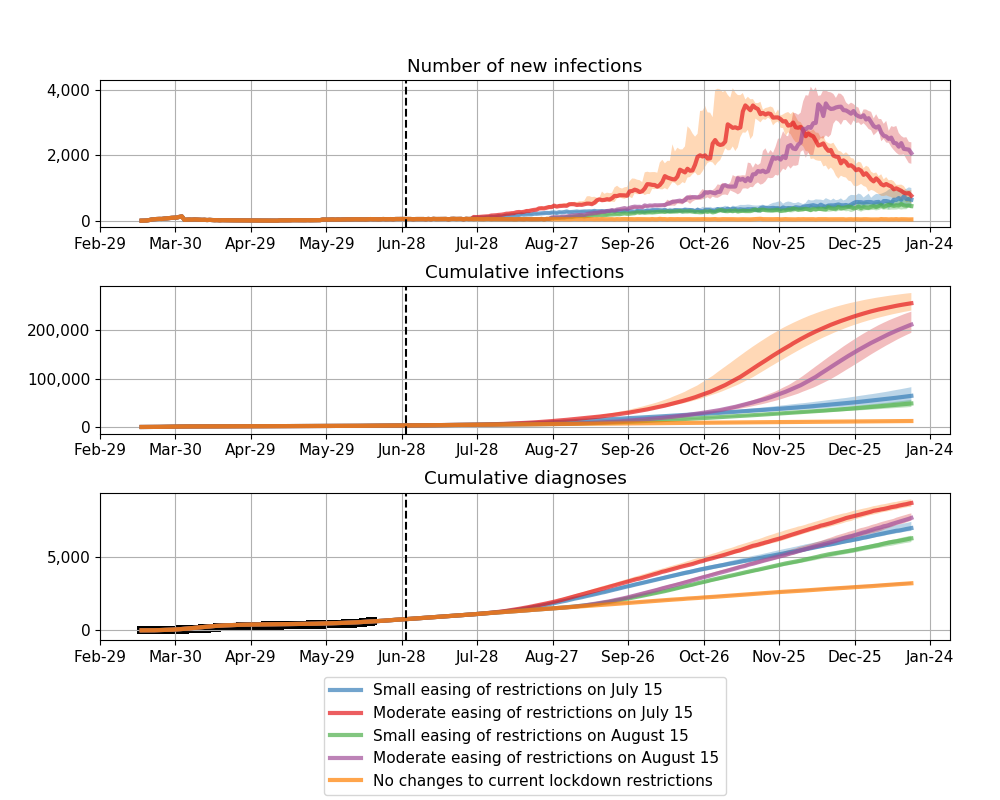 Number of new infections
4,000
2,000
0
Feb-29 Mar-30 Apr-29 May-29 Jun-28 Jul-28 Aug-27 Sep-26 Oct-26 Nov-25 Dec-25 Jan-24
Cumulative infections
200,000
100,000
0
Feb-29 Mar-30 Apr-29 May-29 Jun-28 Jul-28 Aug-27 Sep-26 Oct-26 Nov-25 Dec-25 Jan-24
Cumulative diagnoses
5,000
0
Feb-29 Mar-30 Apr-29 May-29 Jun-28 Jul-28 Aug-27 Sep-26 Oct-26 Nov-25 Dec-25 Jan-24
Small easing of restrictions on July 15
Moderate easing of restrictions on July 15
Small easing of restrictions on August 15
Moderate easing of restrictions on August 15
No changes to current lockdown restrictions